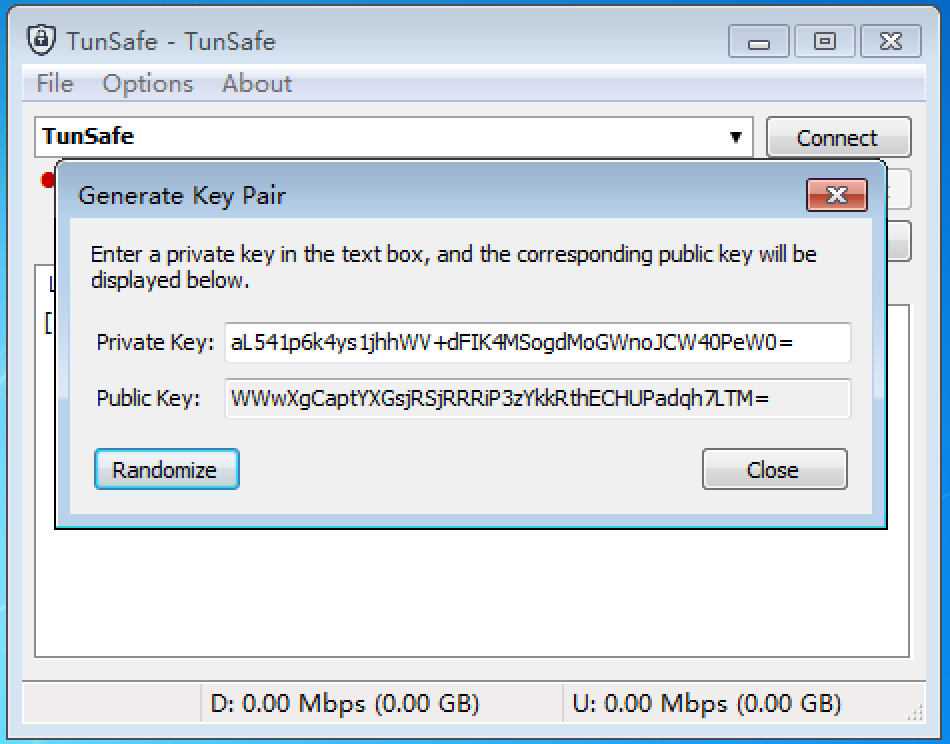 TunSafe - TunSafe
File Options About
TunSafe
Connect
Generate Key Pair
Enter a private key in the text box, and the corresponding public key will be
displayed below.
Private Key: aL541p6k4ys1jhhWV+dFIK4MSogdMoGWnoJCW40PeW0=
Public Key: WWwXgCaptYXGsjRSjRRRiP3zYkkRthECHUPadqh7LTM=
Randomize
Close
D: 0.00 Mbps (0.00 GB)
U: 0.00 Mbps (0.00 GB)